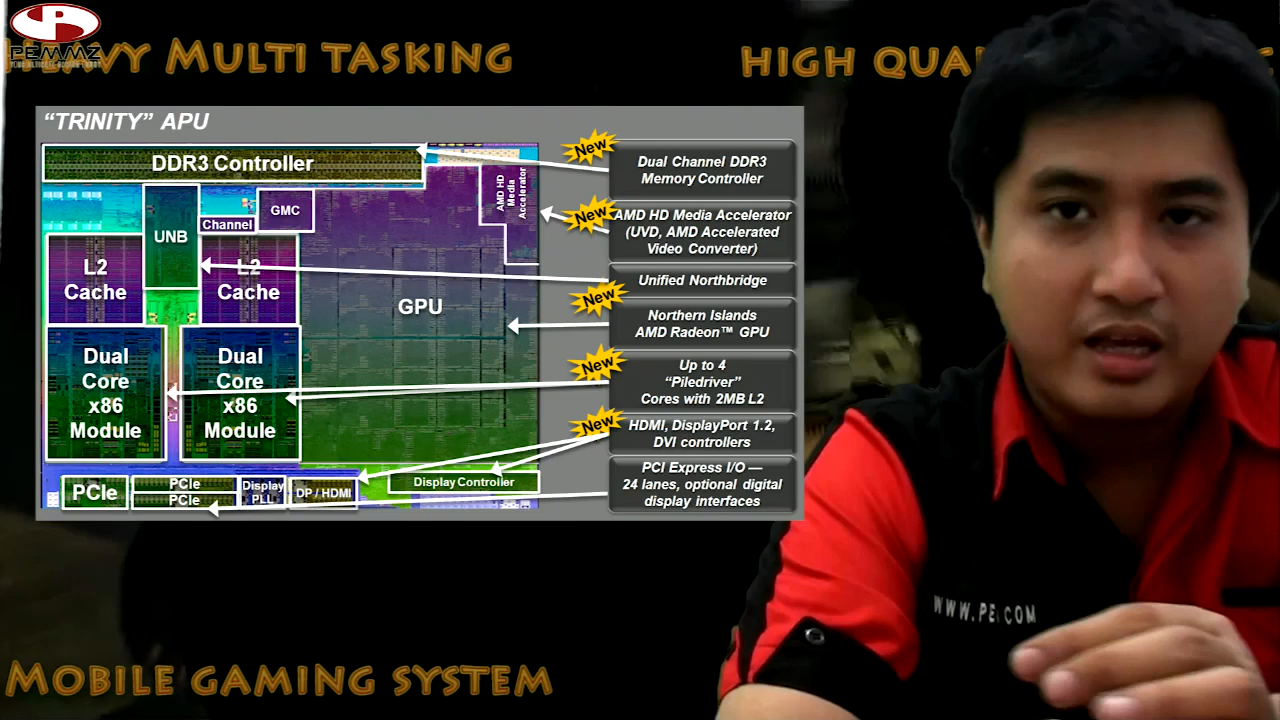 PEMMZ
HEAVY MULTI TASKING
HIGH QUA
"TRINITY" APU
DDR3 Controller
AMD HD
Media
Accelerator
GMC
Channel
UNB
L2
Cache
L2
Cache
GPU
Dual
Core
x86
Module
Dual
Core
x86
Module
PCIe
PCIe
PCIe
Display
PLL
DP / HDMI
Display Controller
New
Dual Channel DDR3
Memory Controller
New
AMD HD Media Accelerator
(UVD, AMD Accelerated
Video Converter)
Unified Northbridge
New
Northern Islands
AMD Radeon™ GPU
New
Up to 4
"Piledriver"
Cores with 2MB L2
New
HDMI, DisplayPort 1.2,
DVI controllers
PCI Express I/O —
24 lanes, optional digital
display interfaces
WWW.PE COM
MOBILE GAMING SYSTEM